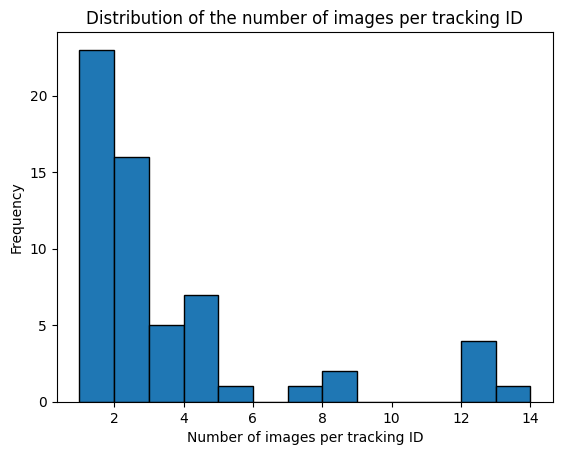 Distribution of the number of images per tracking ID
Frequency
20
15
10
5
0
2 4 6 8 10 12 14
Number of images per tracking ID